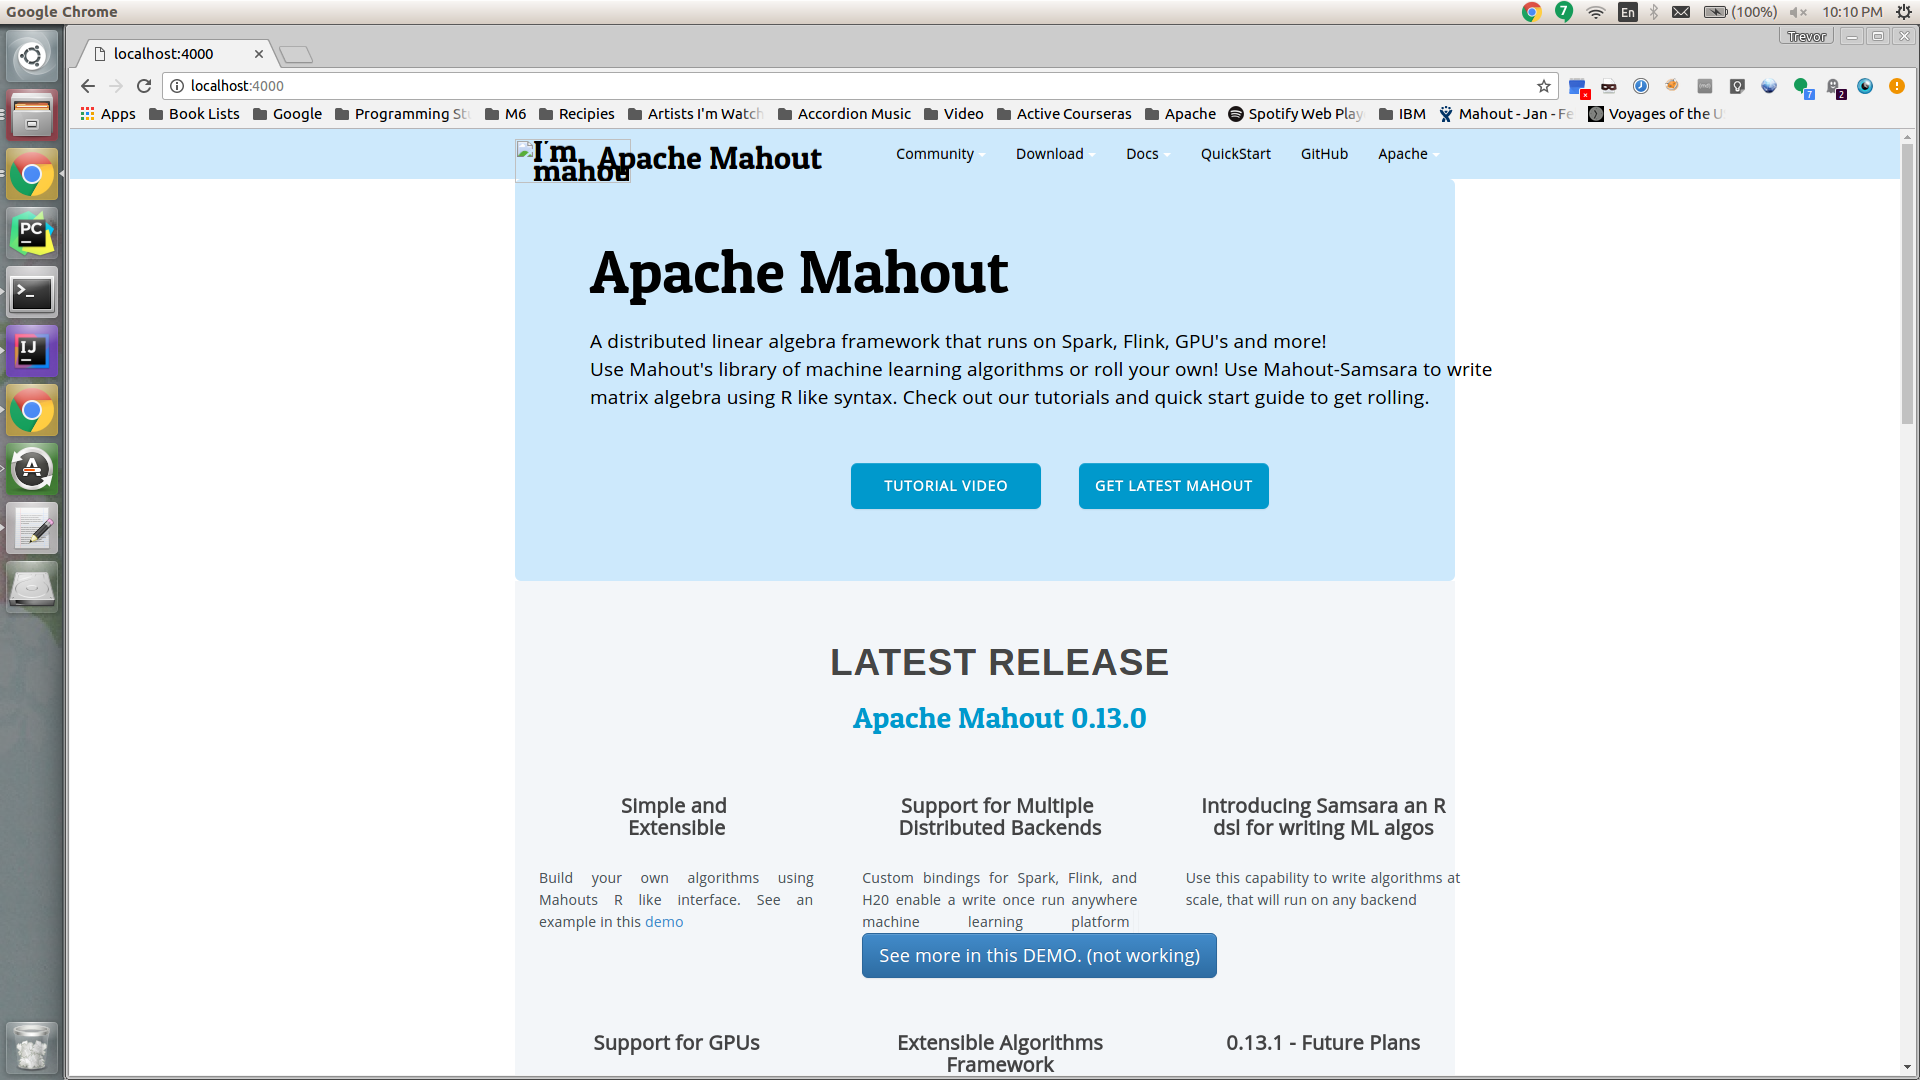 Google Chrome
7
En
(100%)
10:10 PM
Trevor
localhost:4000
localhost:4000
7
2
Apps
Book Lists
Google
Programming St
M6
Recipies
Artists I'm Watch
Accordion Music
Video
Active Courseras
Apache
Spotify Web Play
IBM
Mahout - Jan - Fe
Voyages of the U
I'm
mahou
Apache Mahout
Community
Download
Docs
QuickStart
GitHub
Apache
PC
IJ
Apache Mahout
A distributed linear algebra framework that runs on Spark, Flink, GPU's and more!
Use Mahout's library of machine learning algorithms or roll your own! Use Mahout-Samsara to write
matrix algebra using R like syntax. Check out our tutorials and quick start guide to get rolling.
TUTORIAL VIDEO
GET LATEST MAHOUT
LATEST RELEASE
Apache Mahout 0.13.0
Simple and
Extensible
Build your own algorithms using
Mahouts R like interface. See an
example in this demo
Support for Multiple
Distributed Backends
Custom bindings for Spark, Flink, and
H20 enable a write once run anywhere
machine learning platform
See more in this DEMO. (not working)
Introducing Samsara an R
dsl for writing ML algos
Use this capability to write algorithms at
scale, that will run on any backend
Support for GPUs
Extensible Algorithms
Framework
0.13.1 - Future Plans